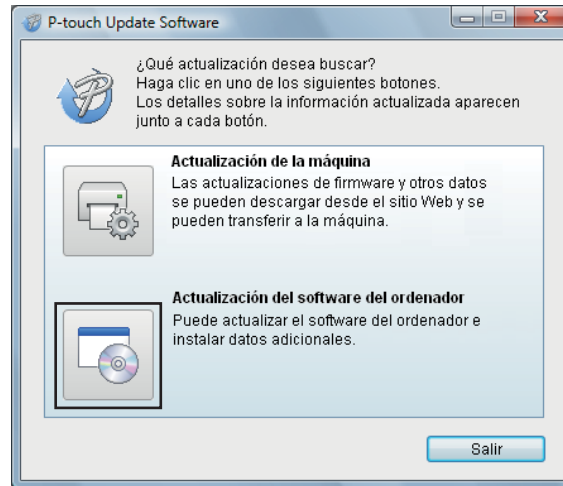 P-touch Update Software
¿Qué actualización desea buscar?
Haga clic en uno de los siguientes botones.
Los detalles sobre la información actualizada aparecen
junto a cada botón.
Actualización de la máquina
Las actualizaciones de firmware y otros datos
se pueden descargar desde el sitio Web y se
pueden transferir a la máquina.
Actualización del software del ordenador
Puede actualizar el software del ordenador e
instalar datos adicionales.
Salir